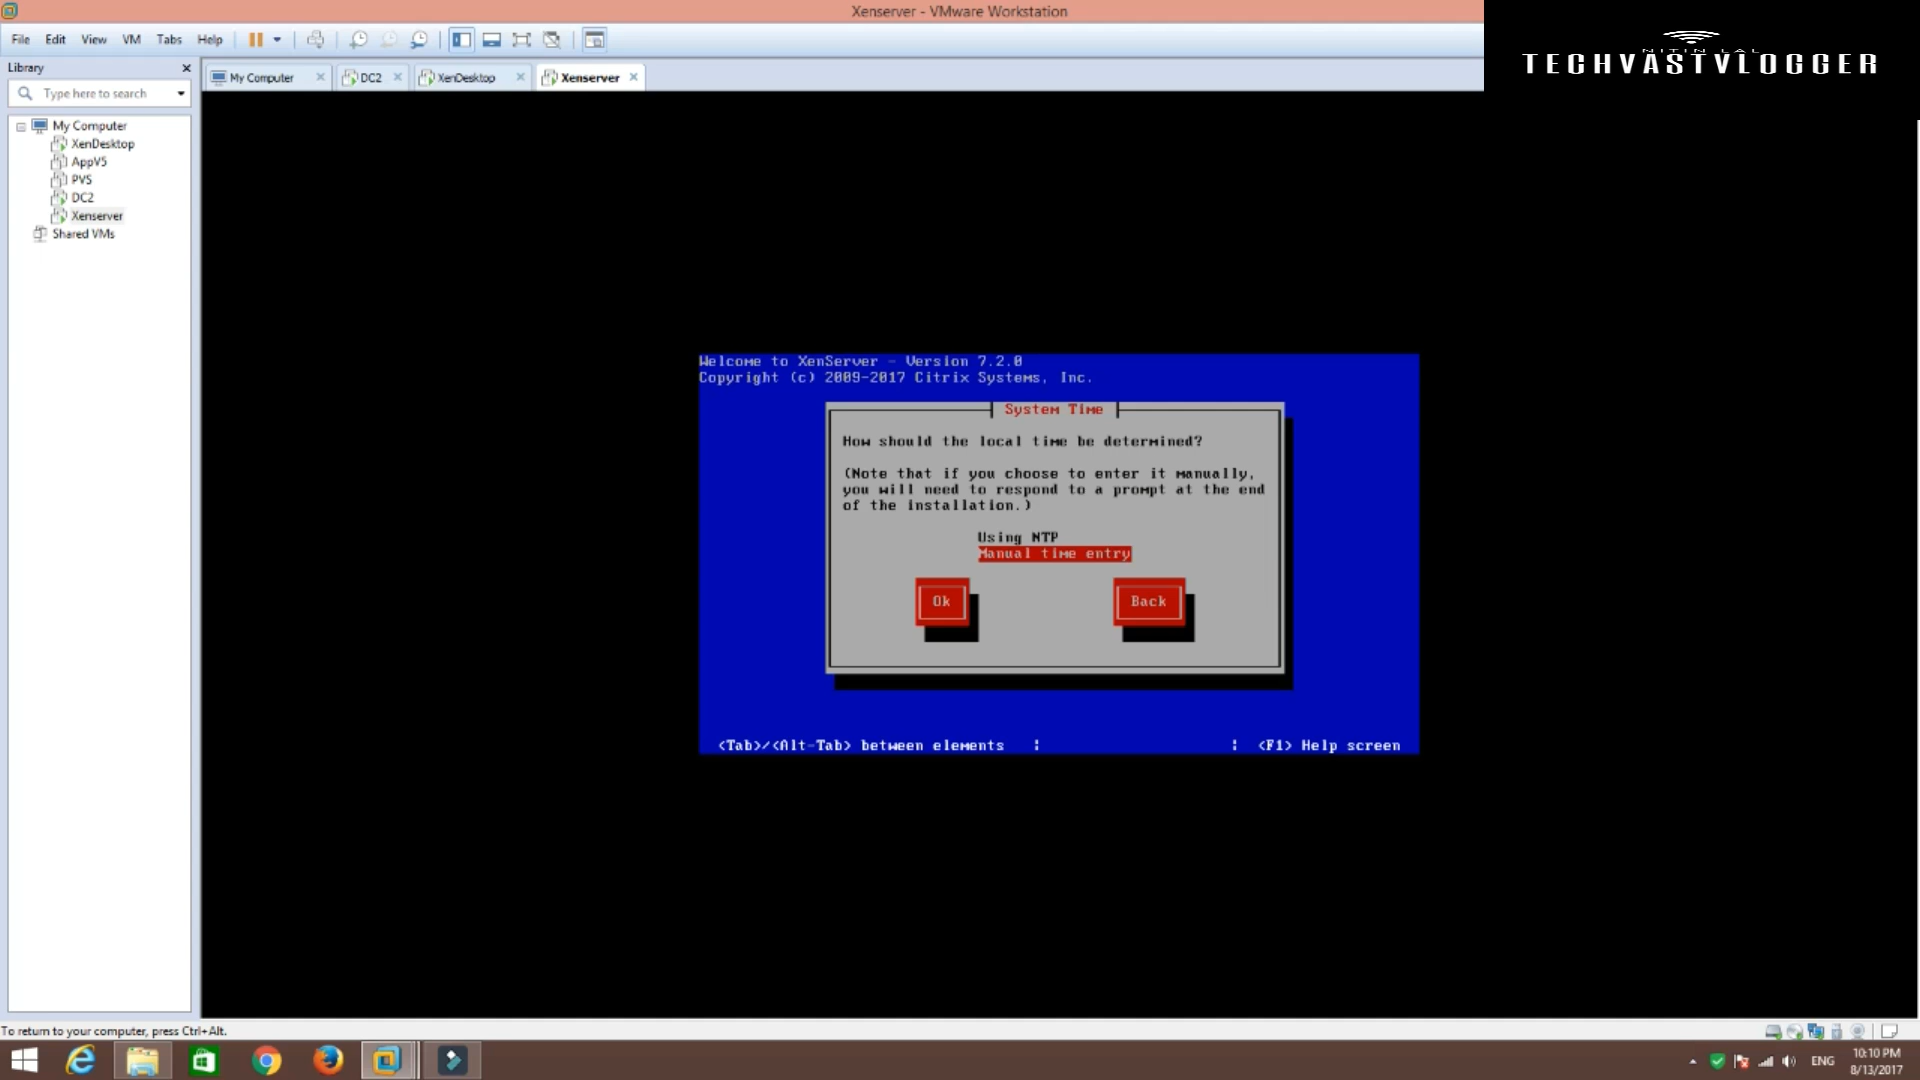 Xenserver - VMware Workstation
File Edit View VM Tabs Help
NITIN LAL
TECHVASTVLOGGER
Library
Type here to search
My Computer
XenDesktop
AppV5
PVS
DC2
Xenserver
Shared VMs
My Computer DC2 XenDesktop Xenserver
Welcome to XenServer - Version 7.2.0
Copyright (c) 2009-2017 Citrix Systems, Inc.
System Time
How should the local time be determined?
(Note that if you choose to enter it manually,
you will need to respond to a prompt at the end
of the installation.)
Using NTP
Manual time entry
Ok Back
<Tab>/<Alt-Tab> between elements | | <F1> Help screen
To return to your computer, press Ctrl+Alt.
ENG 10:10 PM
8/13/2017